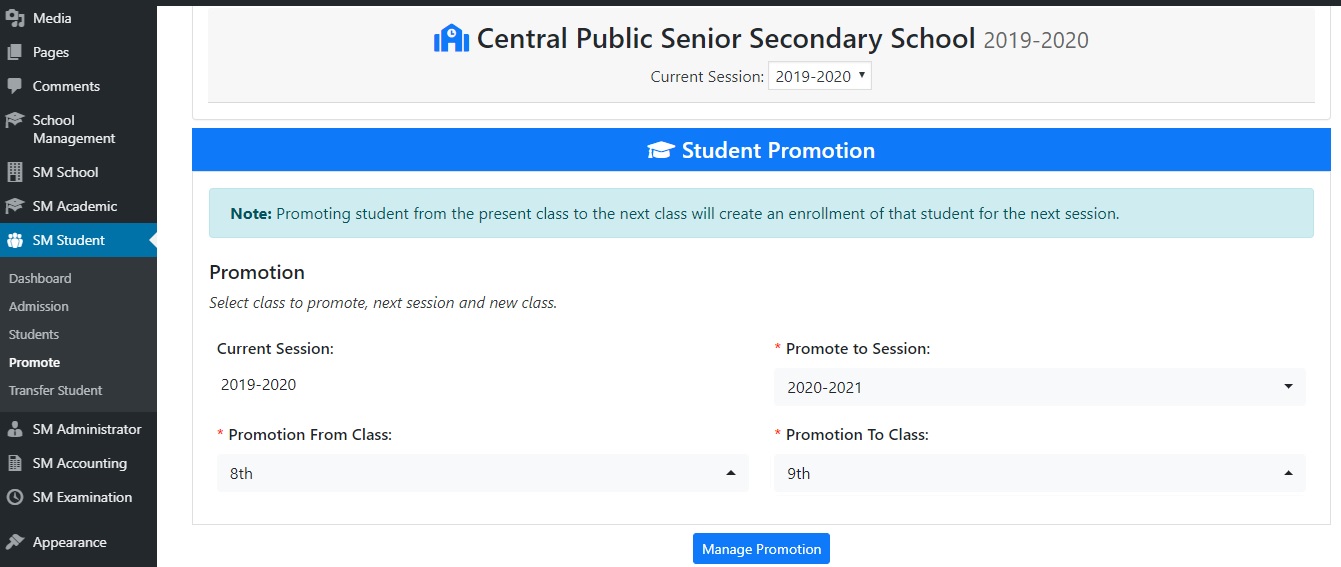 Media
Pages
Comments
School
Management
SM School
SM Academic
SM Student
Dashboard
Admission
Students
Promote
Transfer Student
SM Administrator
SM Accounting
SM Examination
Appearance
Central Public Senior Secondary School 2019-2020
Current Session: 2019-2020
Student Promotion
Note: Promoting student from the present class to the next class will create an enrollment of that student for the next session.
Promotion
Select class to promote, next session and new class.
Current Session:
2019-2020
* Promote to Session:
2020-2021
* Promotion From Class:
8th
* Promotion To Class:
9th
Manage Promotion